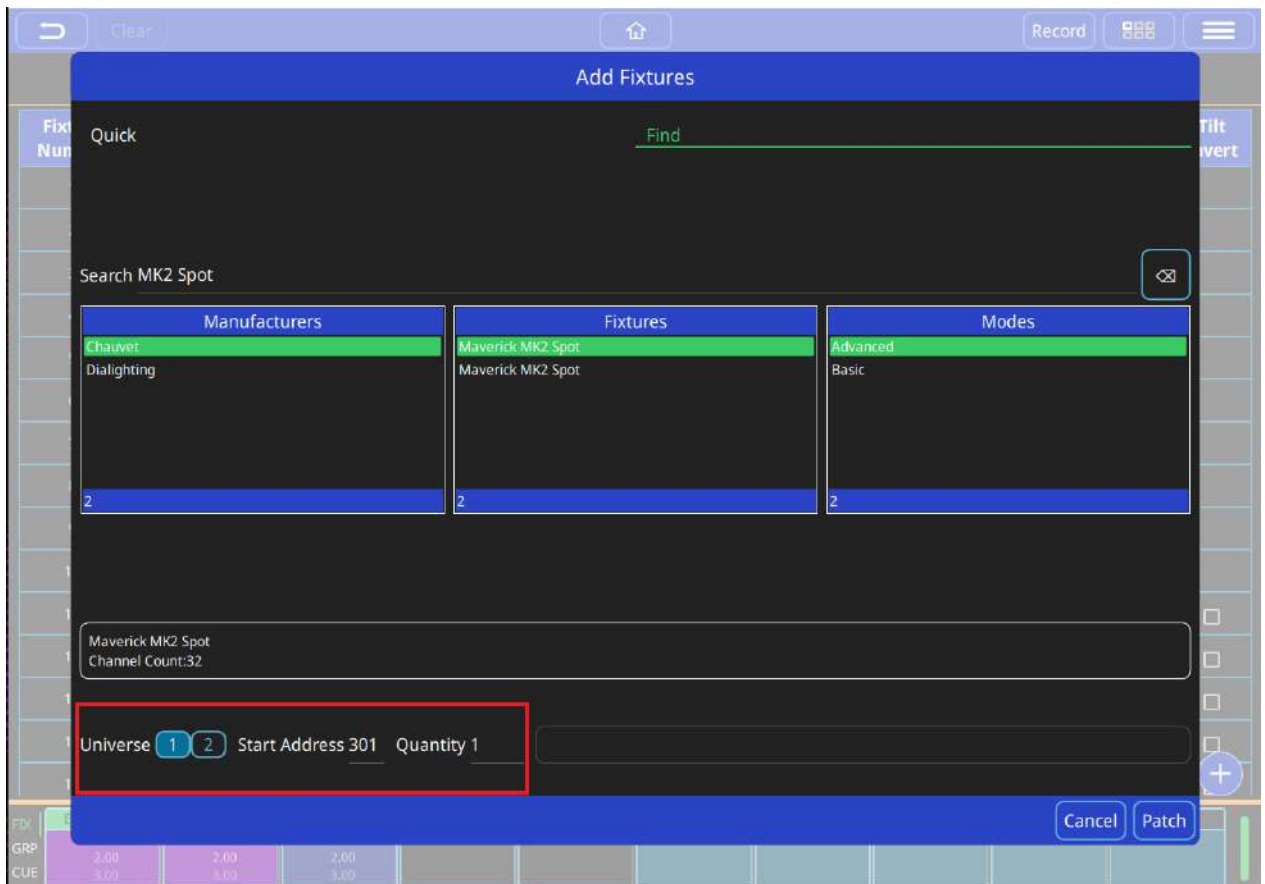 Clear
Record
Add Fixtures
Quick
Find
Tilt
Search MK2 Spot
Manufacturers
Fixtures
Modes
Chauvet
Maverick MK2 Spot
Advanced
Dialighting
Maverick MK2 Spot
Basic
2
2
2
Maverick MK2 Spot
Channel Count:32
Universe 1 2 Start Address 301 Quantity 1
Cancel
Patch
FIX
GRP
2.00
2.00
2.00
CUE
3.00
3.00
3.00